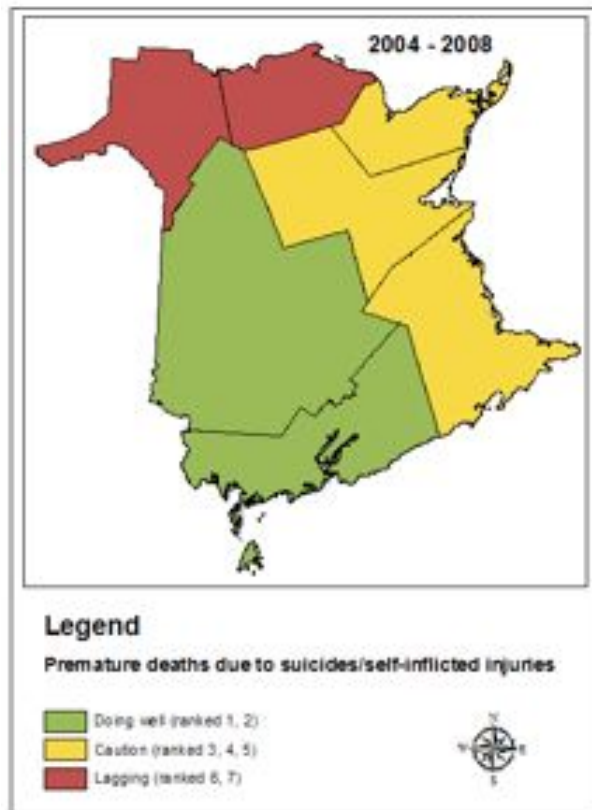 2004 - 2008
Legend
Premature deaths due to suicides/self-inflicted injuries
Doing well (ranked 1, 2)
Caution (ranked 3, 4, 5)
Lagging (ranked 6, 7)
N
W
E
S